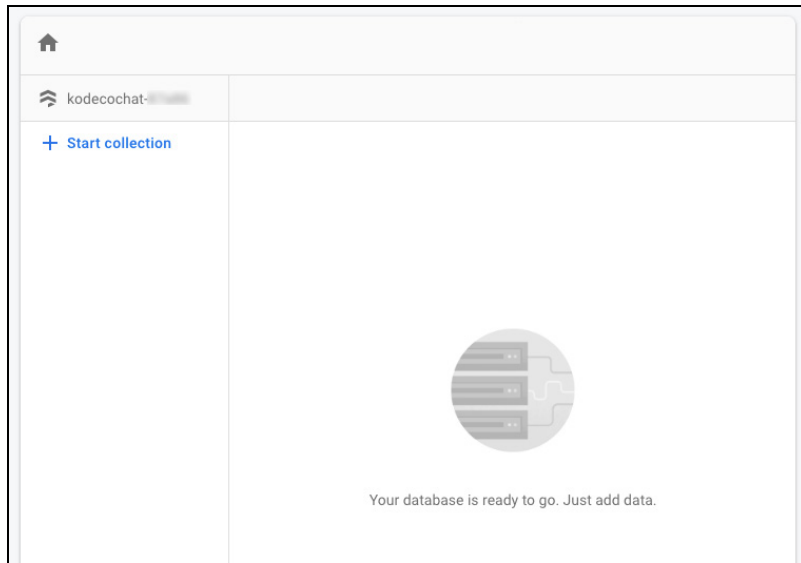 kodecochat-
Start collection
Your database is ready to go. Just add data.